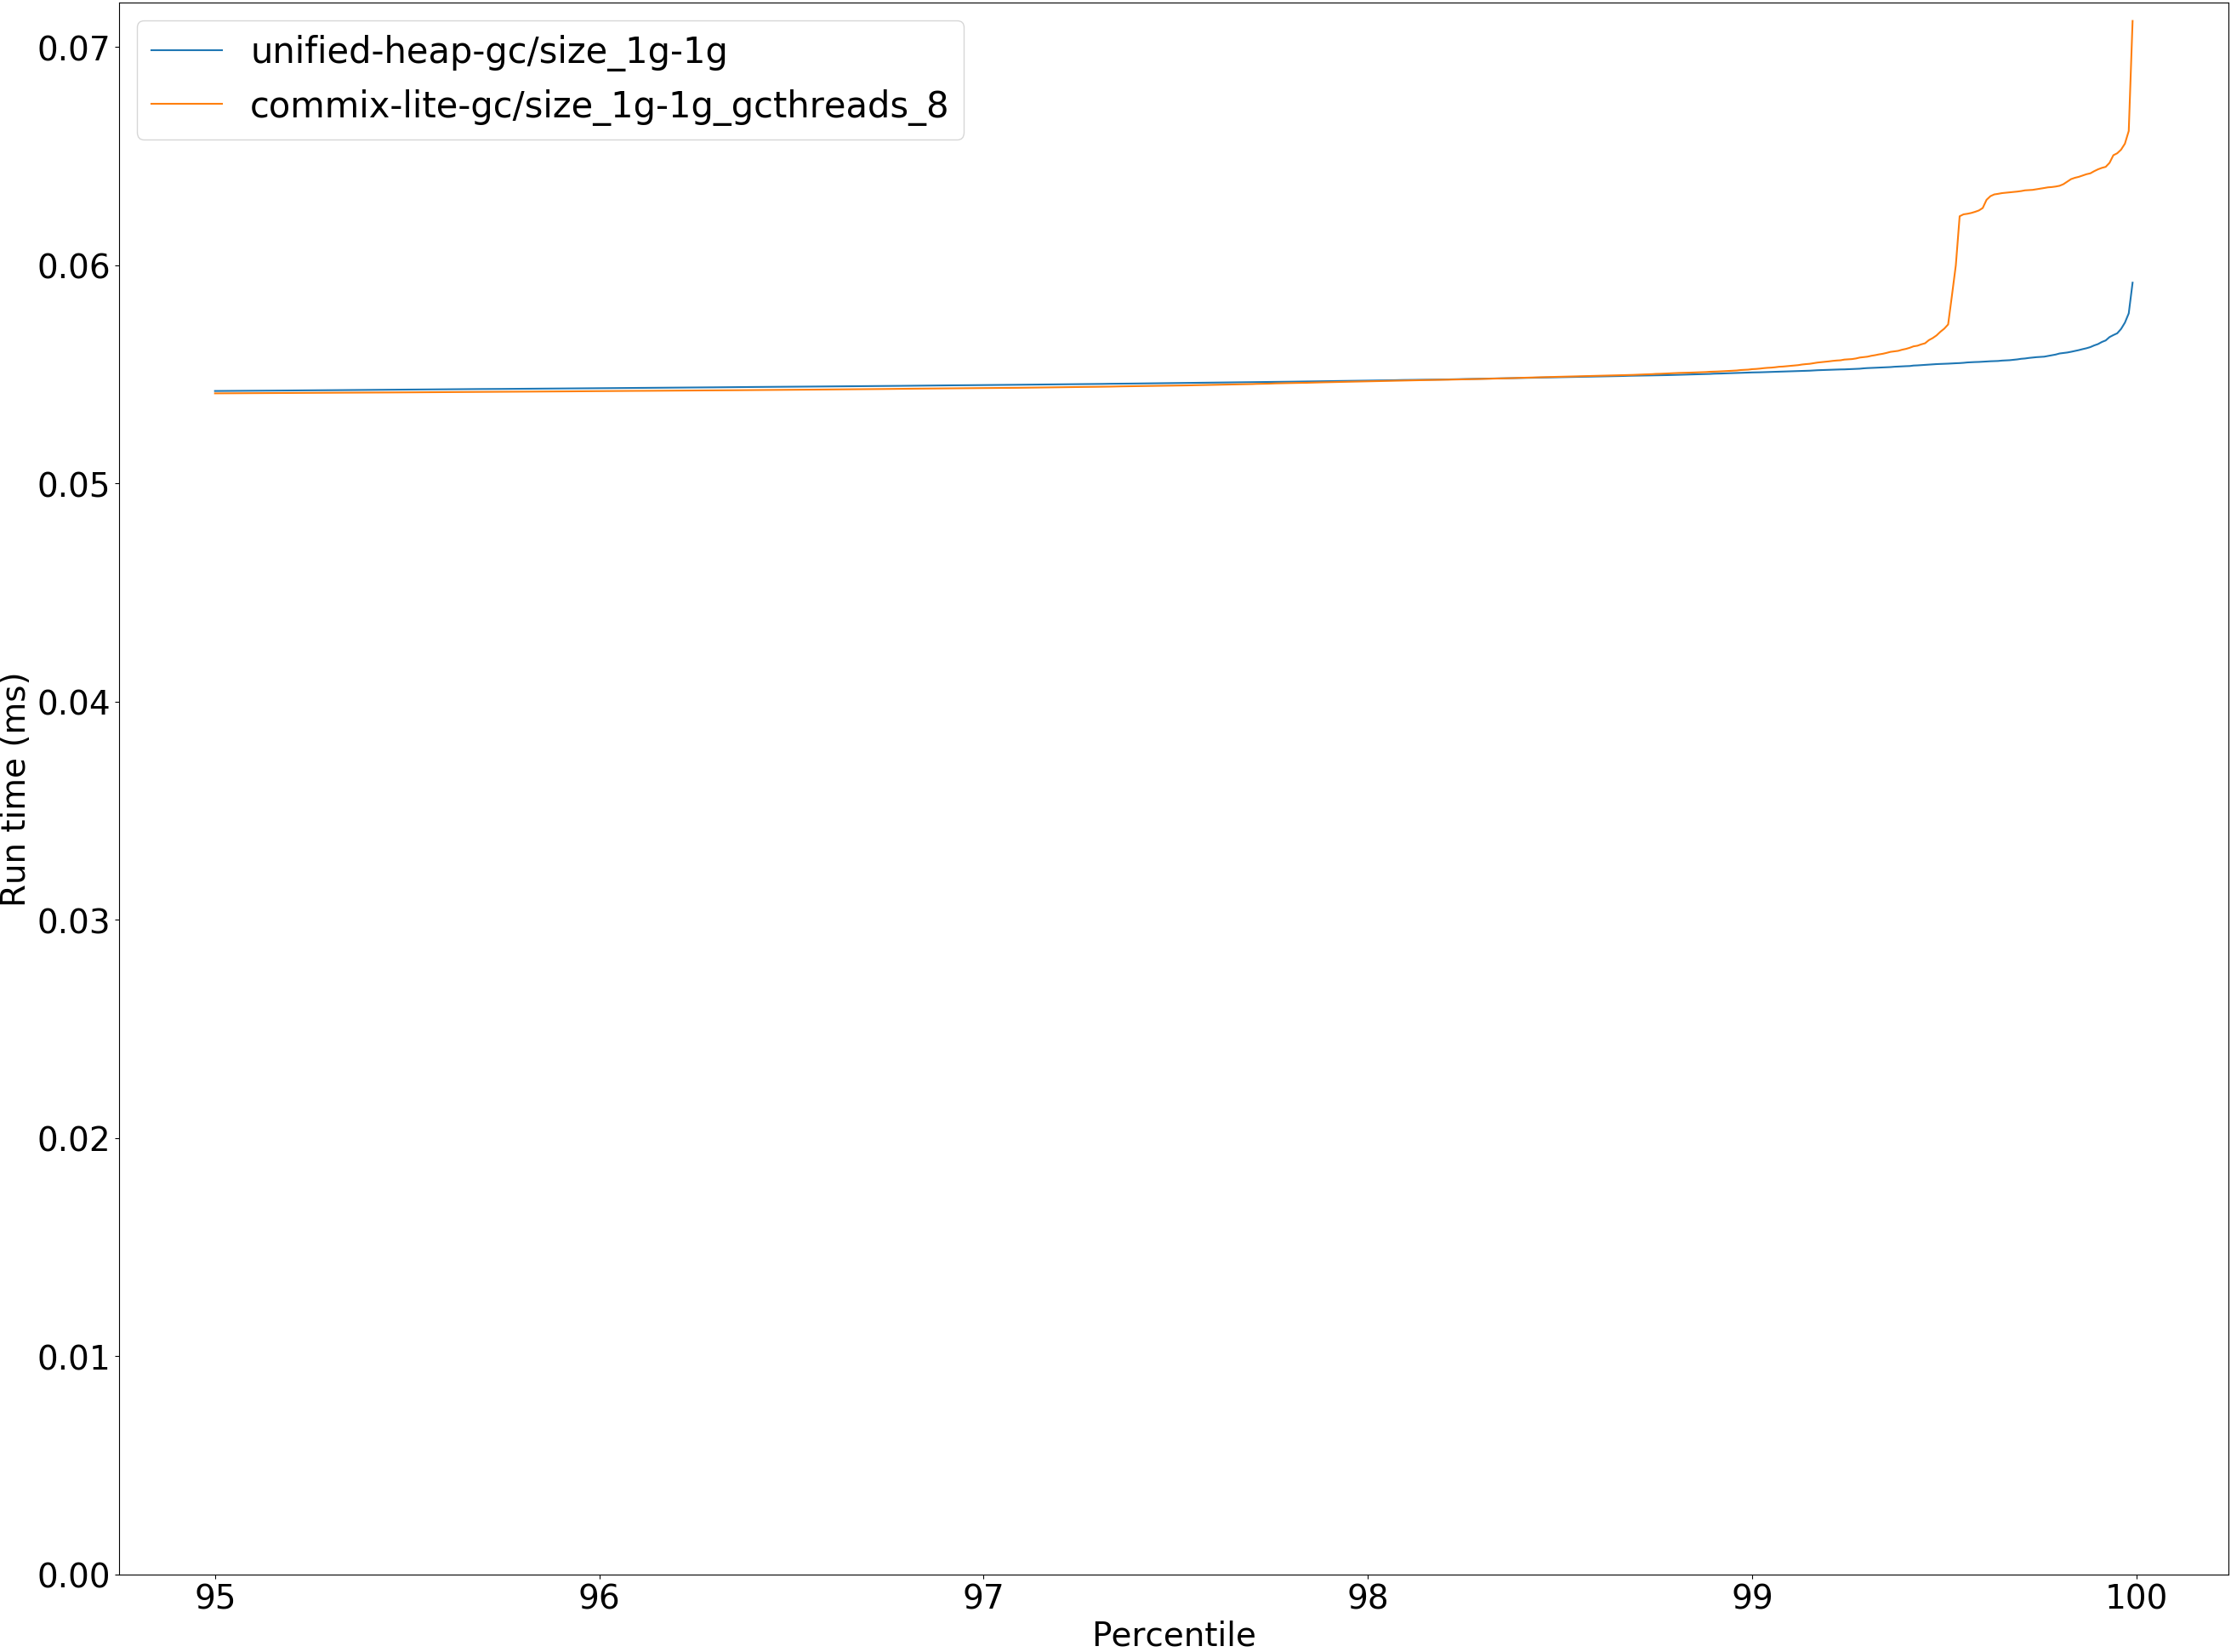 unified-heap-gc/size_1g-1g
commix-lite-gc/size_1g-1g_gcthreads_8
0.07
0.06
0.05
0.04
0.03
0.02
0.01
0.00
Run time (ms)
95 96 97 98 99 100
Percentile